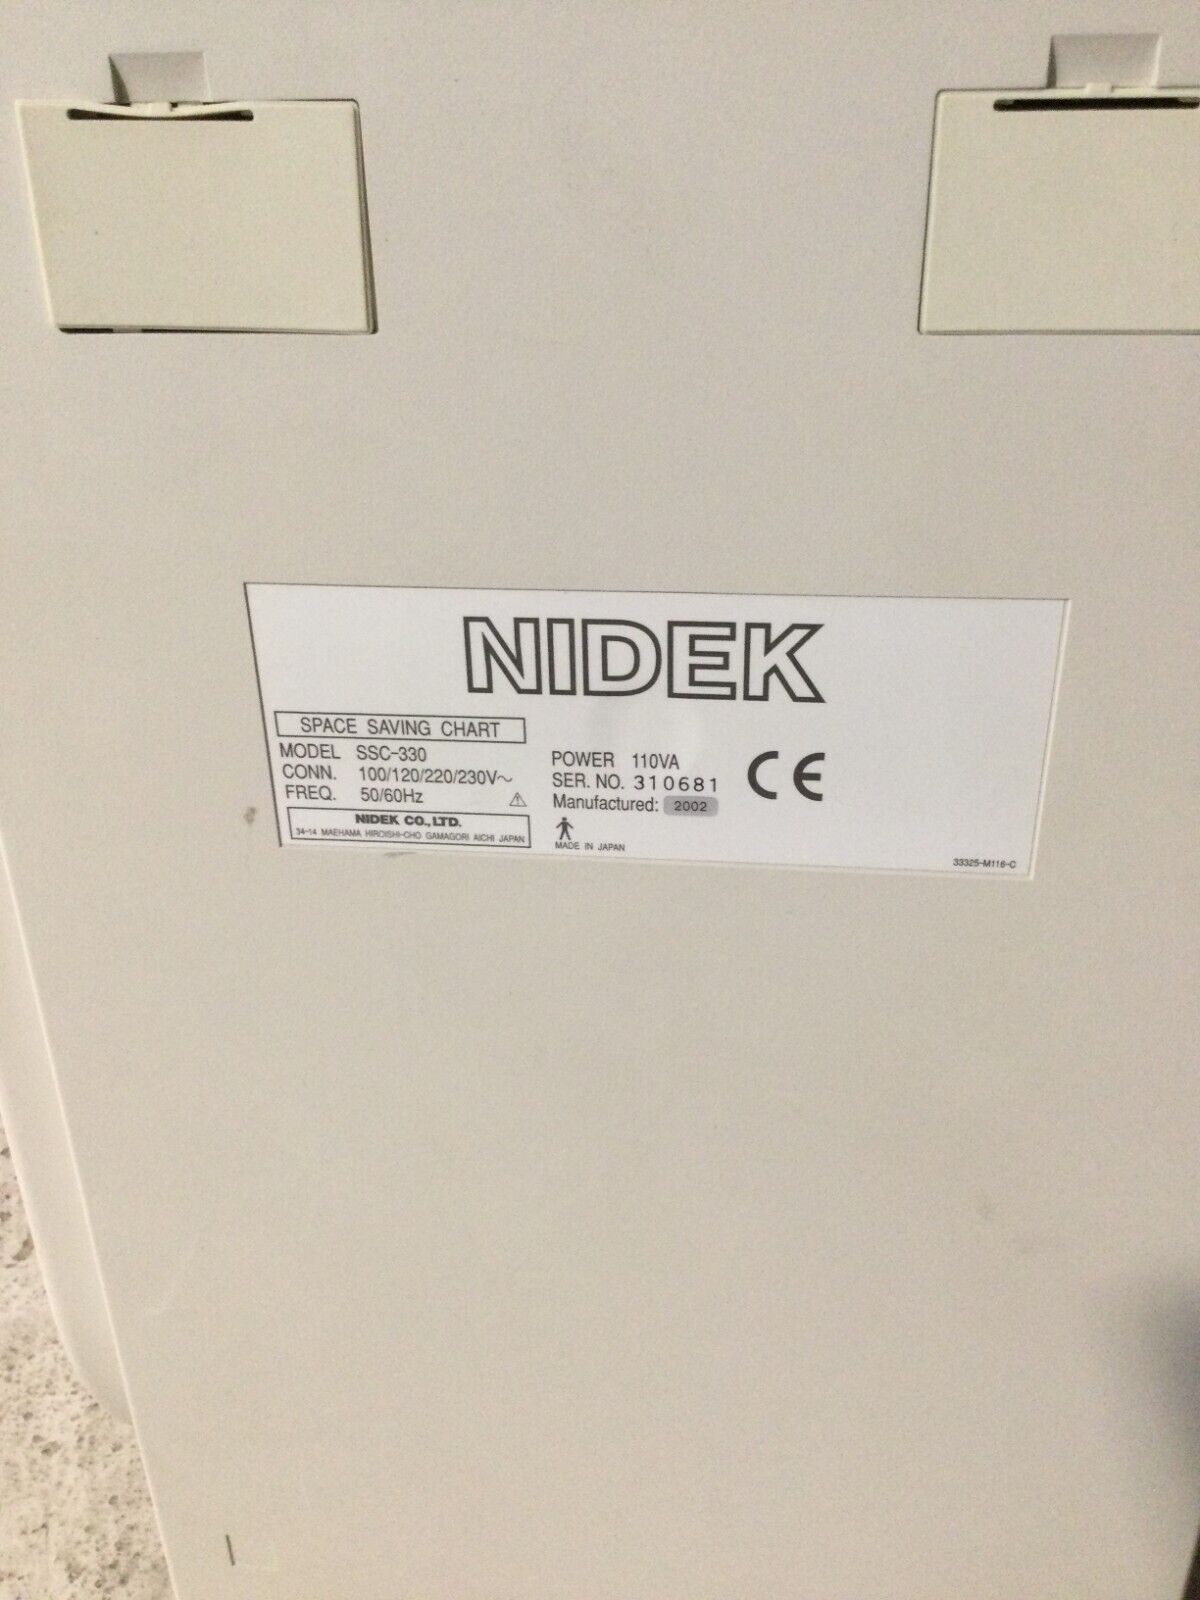 NIDEK
SPACE SAVING CHART
MODEL SSC-330
CONN. 100/120/220/230V~
FREQ. 50/60Hz
NIDEK CO., LTD.
34-14 MAEHAMA HIROISHI-CHO GAMAGORI AICHI JAPAN
POWER 110VA
SER. NO. 310681
Manufactured: 2002
MADE IN JAPAN
CE
33325-M116-C